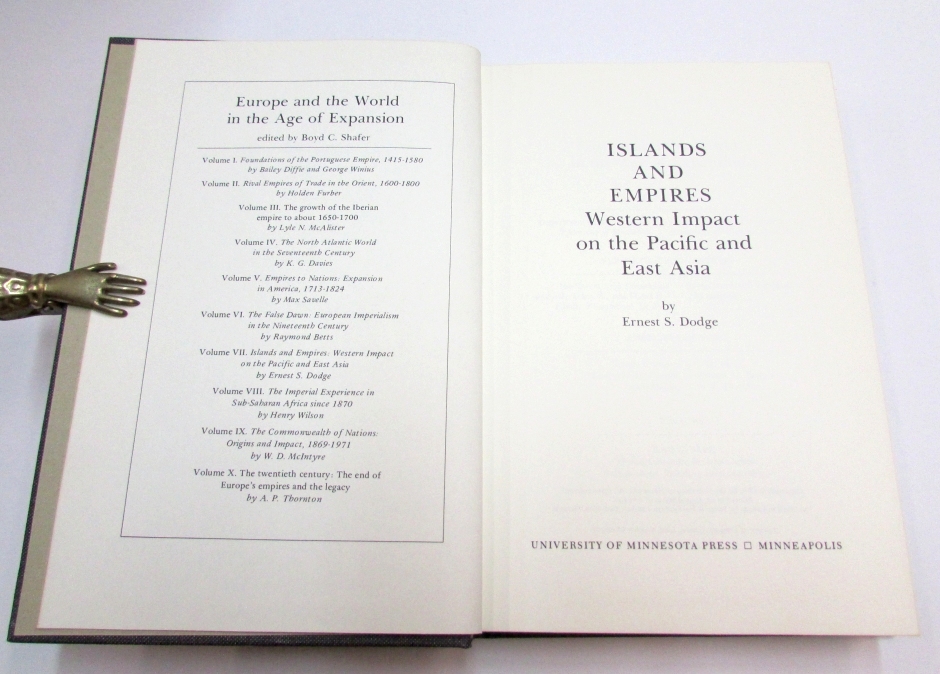 Europe and the World
in the Age of Expansion
edited by Boyd C. Shafer
Volume I. Foundations of the Portuguese Empire, 1415-1580
by Bailey Diffie and George Winius
Volume II. Rival Empires of Trade in the Orient, 1600-1800
by Holden Furber
Volume III. The growth of the Iberian
empire to about 1650-1700
by Lyle N. McAlister
Volume IV. The North Atlantic World
in the Seventeenth Century
by K. G. Davies
Volume V. Empires to Nations: Expansion
in America, 1713-1824
by Max Savelle
Volume VI. The False Dawn: European Imperialism
in the Nineteenth Century
by Raymond Betts
Volume VII. Islands and Empires: Western Impact
on the Pacific and East Asia
by Ernest S. Dodge
Volume VIII. The Imperial Experience in
Sub-Saharan Africa since 1870
by Henry Wilson
Volume IX. The Commonwealth of Nations:
Origins and Impact, 1869-1971
by W. D. McIntyre
Volume X. The twentieth century: The end of
Europe's empires and the legacy
by A. P. Thornton
ISLANDS
AND
EMPIRES
Western Impact
on the Pacific and
East Asia
by
Ernest S. Dodge
UNIVERSITY OF MINNESOTA PRESS □ MINNEAPOLIS